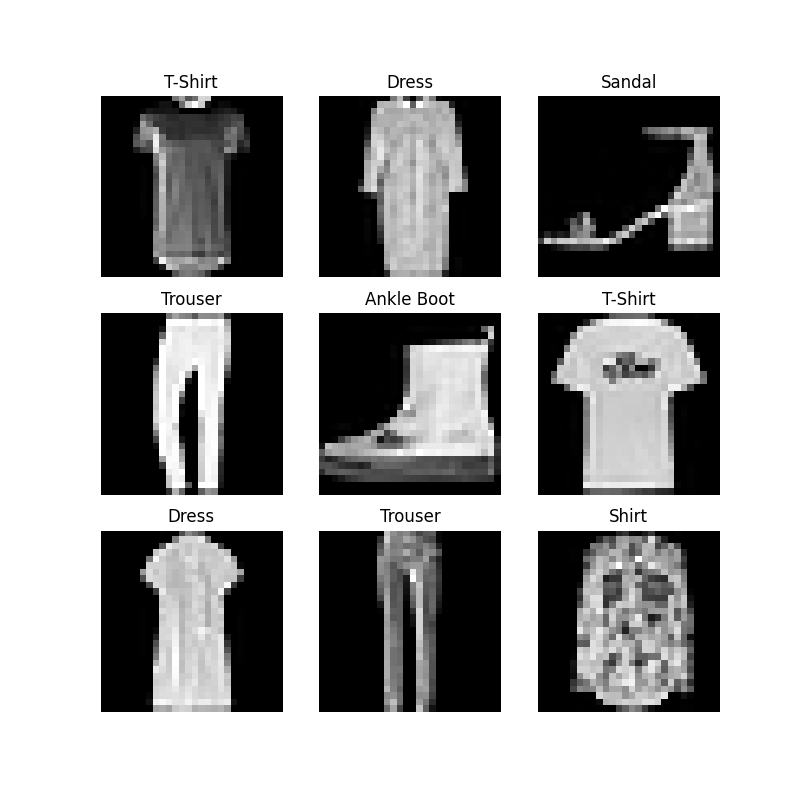 T-Shirt
Dress
Sandal
Trouser
Ankle Boot
T-Shirt
Dress
Trouser
Shirt